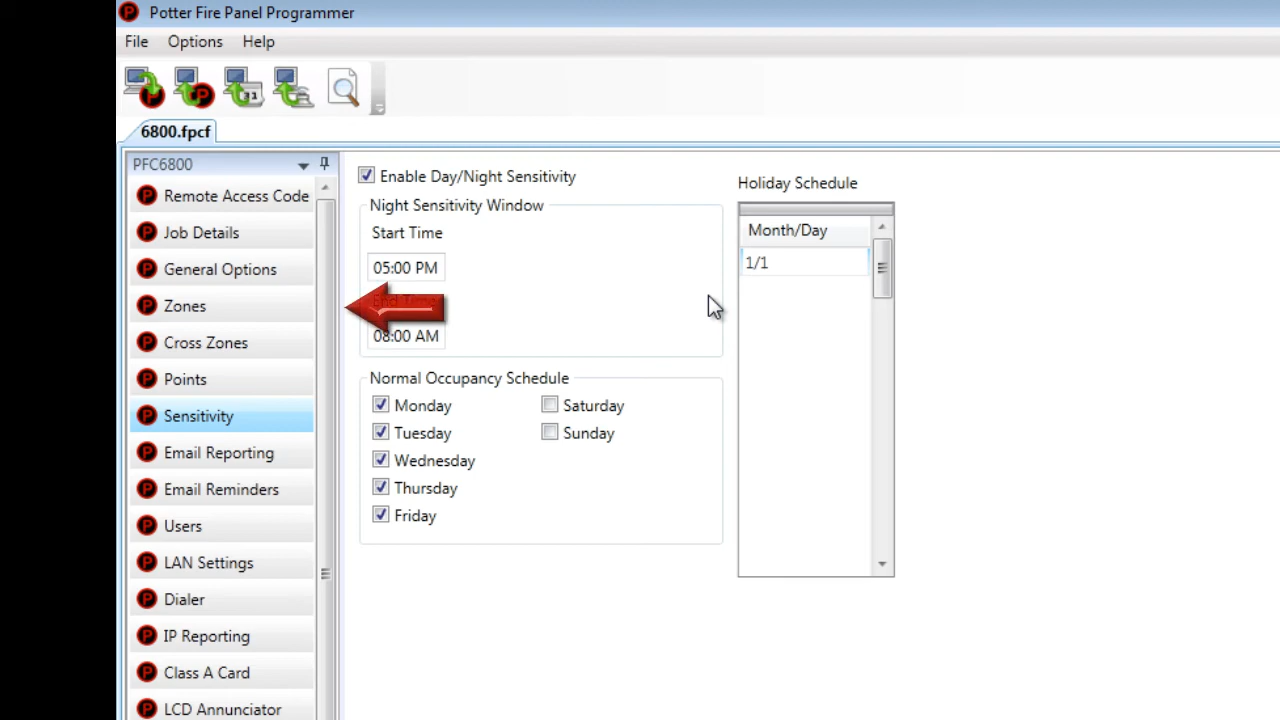 Potter Fire Panel Programmer
File Options Help
31
6800.fpcf
PFC6800
Remote Access Code
Job Details
General Options
Zones
Cross Zones
Points
Sensitivity
Email Reporting
Email Reminders
Users
LAN Settings
Dialer
IP Reporting
Class A Card
LCD Annunciator
Enable Day/Night Sensitivity
Night Sensitivity Window
Start Time
05:00 PM
End Time
08:00 AM
Normal Occupancy Schedule
Monday
Tuesday
Wednesday
Thursday
Friday
Saturday
Sunday
Holiday Schedule
Month/Day
1/1